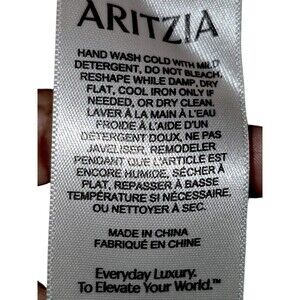 ARITZIA
HAND WASH COLD WITH MILD
DETERGENT, DO NOT BLEACH,
RESHAPE WHILE DAMP, DRY
FLAT, COOL IRON ONLY IF
NEEDED, OR DRY CLEAN.
LAVER À LA MAIN À L'EAU
FROIDE À L'AIDE D'UN
DÉTERGENT DOUX, NE PAS
JAVELISER, REMODELER
PENDANT QUE L'ARTICLE EST
ENCORE HUMIDE, SÉCHER À
PLAT, REPASSER À BASSE
TEMPÉRATURE SI NÉCESSAIRE,
OU NETTOYER À SEC.
MADE IN CHINA
FABRIQUÉ EN CHINE
Everyday Luxury.
To Elevate Your World.™